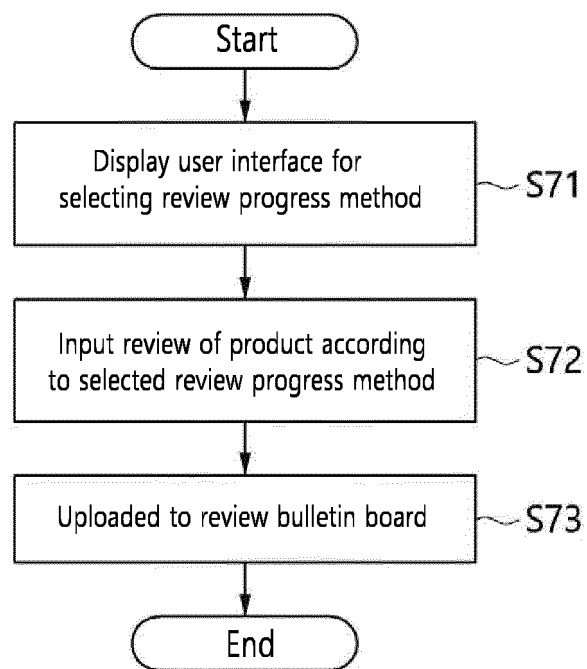 Start
Display user interface for
selecting review progress method
S71
Input review of product according
to selected review progress method
S72
Uploaded to review bulletin board
S73
End